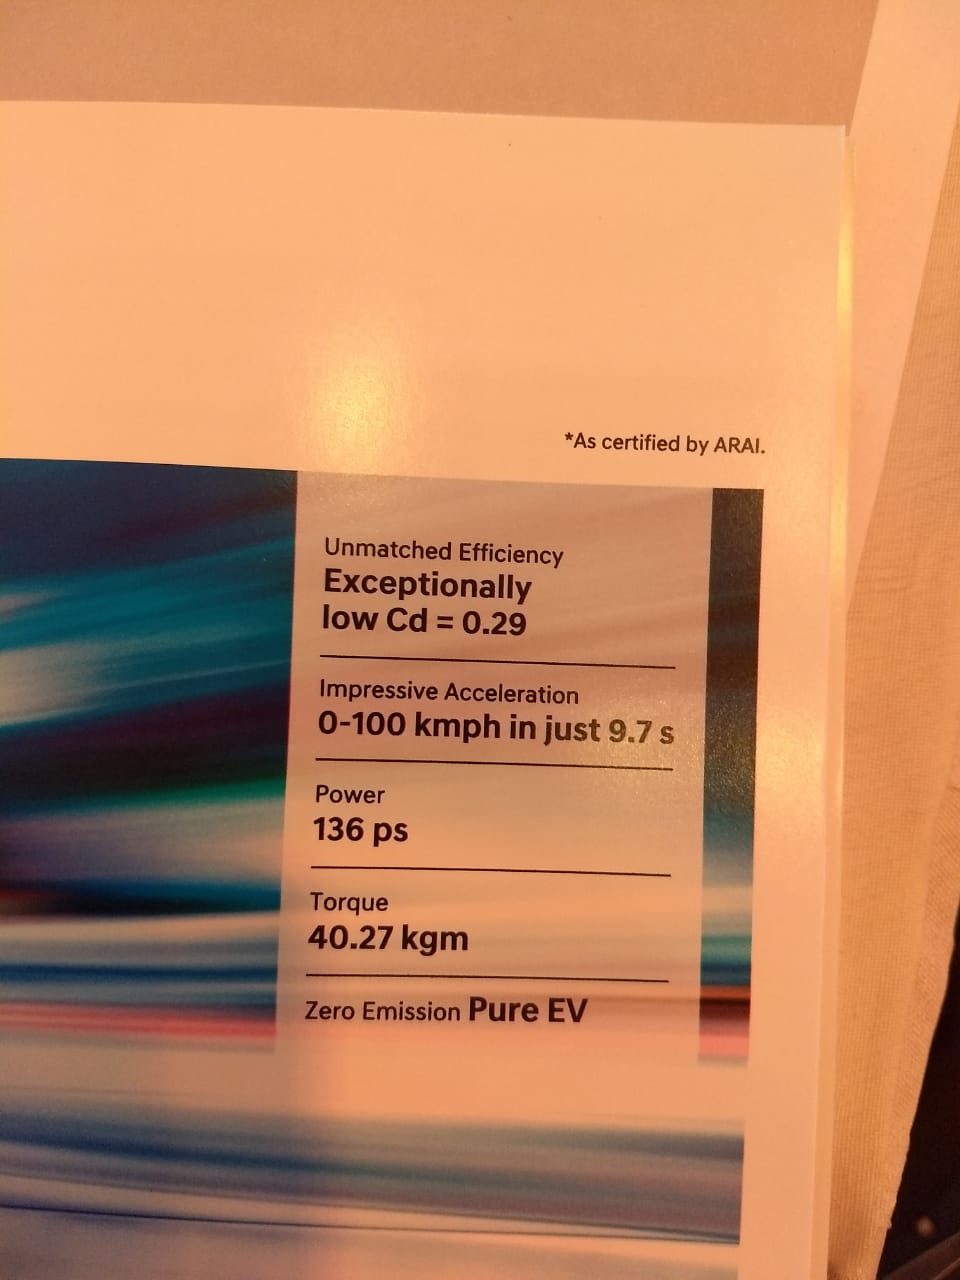 *As certified by ARAI.
Unmatched Efficiency
Exceptionally
low Cd = 0.29
Impressive Acceleration
0-100 kmph in just 9.7 s
Power
136 ps
Torque
40.27 kgm
Zero Emission Pure EV